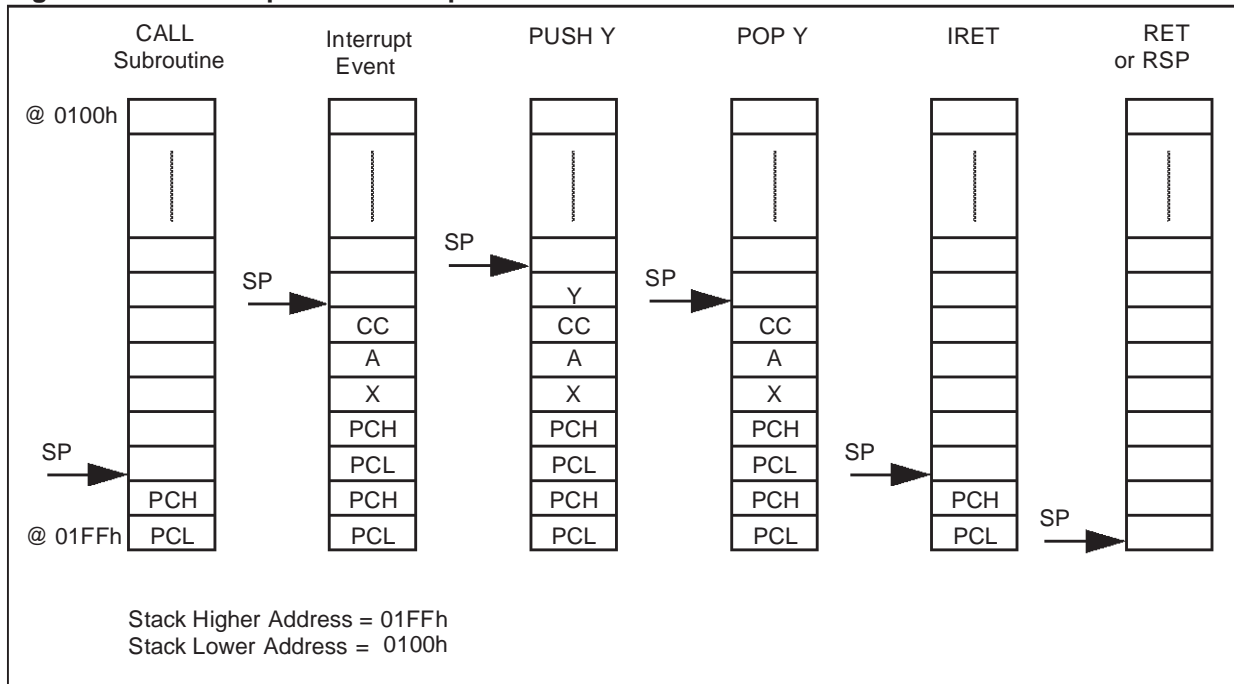 CALL
Subroutine
Interrupt
Event
PUSH Y
POP Y
IRET
RET
or RSP
@ 0100h
SP
SP
SP
SP
SP
SP
@ 01FFh
PCH
PCL
CC
A
X
PCH
PCL
PCH
PCL
Y
CC
A
X
PCH
PCL
PCH
PCL
CC
A
X
PCH
PCL
PCH
PCL
PCH
PCL
Stack Higher Address = 01FFh
Stack Lower Address = 0100h